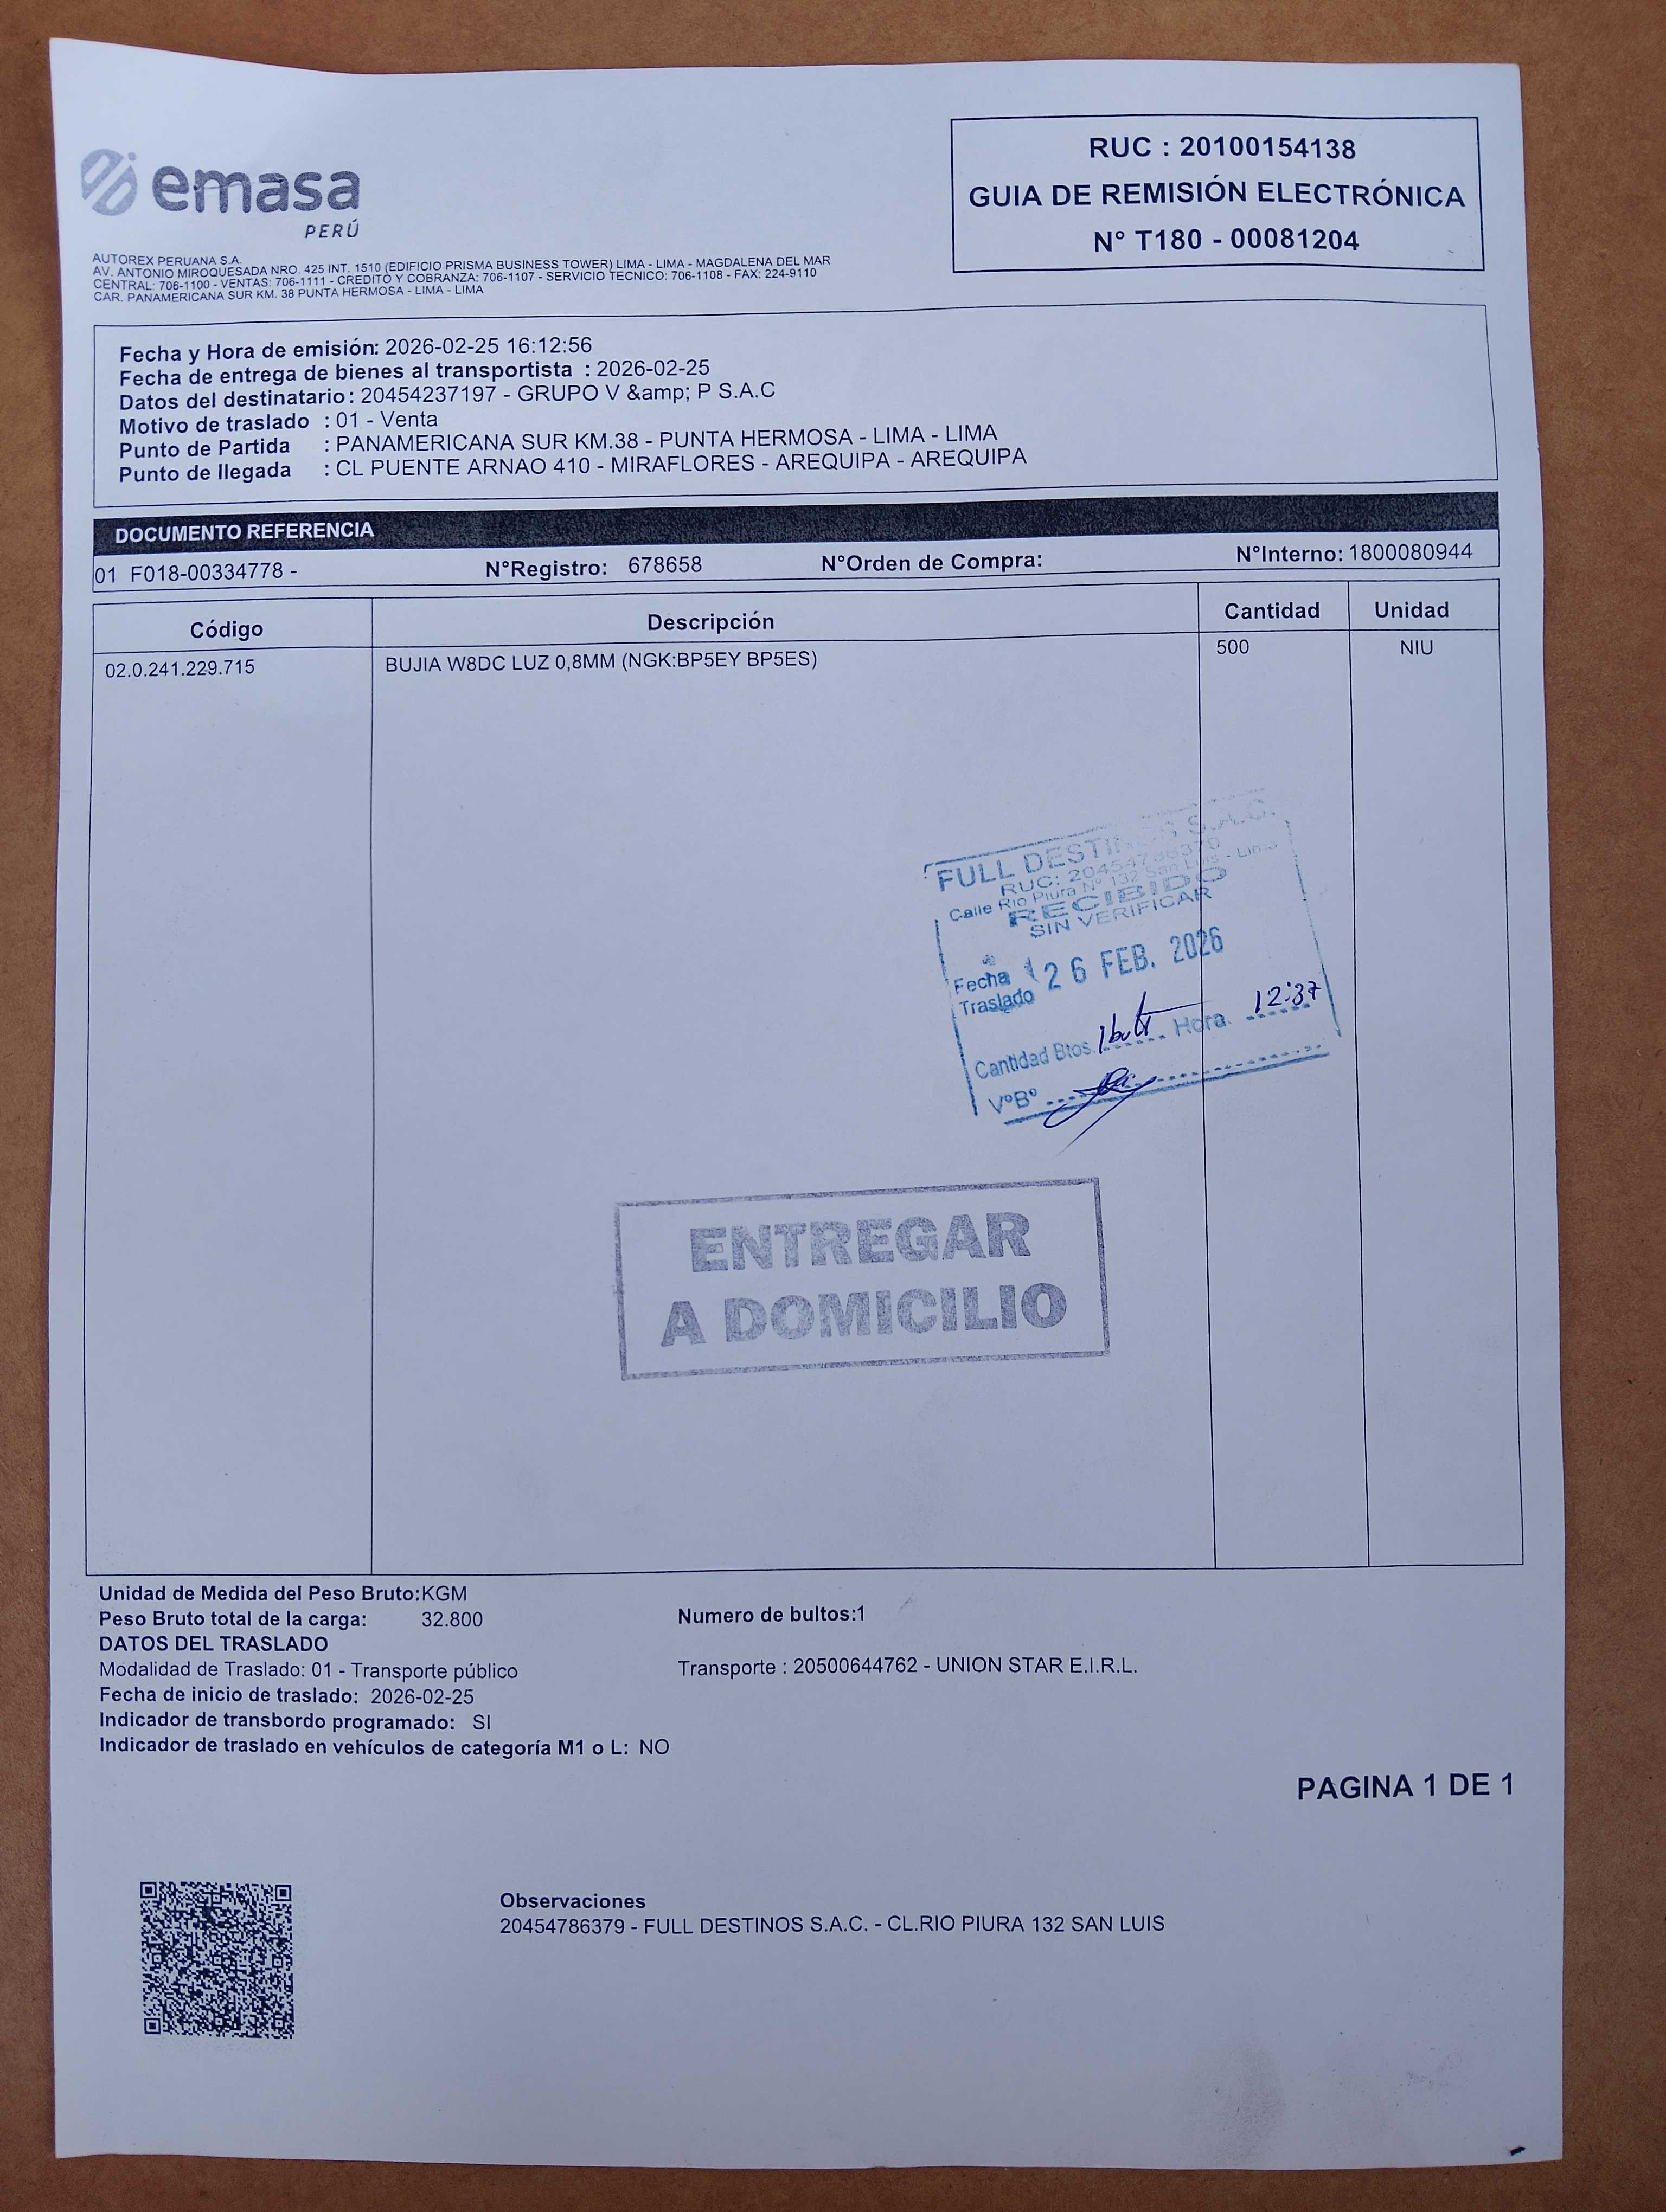 emasa
PERÚ
RUC : 20100154138
GUIA DE REMISIÓN ELECTRÓNICA
N° T180 - 00081204
AUTOREX PERUANA S.A.
AV. ANTONIO MIROQUESADA NRO. 425 INT. 1510 (EDIFICIO PRISMA BUSINESS TOWER) LIMA - LIMA - MAGDALENA DEL MAR
CENTRAL: 706-1100 - VENTAS: 706-1111 - CREDITO Y COBRANZA: 706-1107 - SERVICIO TECNICO: 706-1108 - FAX: 224-9110
CAR. PANAMERICANA SUR KM. 38 PUNTA HERMOSA - LIMA - LIMA
Fecha y Hora de emisión: 2026-02-25 16:12:56
Fecha de entrega de bienes al transportista : 2026-02-25
Datos del destinatario: 20454237197 - GRUPO V &amp; P S.A.C
Motivo de traslado : 01 - Venta
Punto de Partida : PANAMERICANA SUR KM.38 - PUNTA HERMOSA - LIMA - LIMA
Punto de llegada : CL PUENTE ARNAO 410 - MIRAFLORES - AREQUIPA - AREQUIPA
DOCUMENTO REFERENCIA
01 F018-00334778 - N°Registro: 678658 N°Orden de Compra: N°Interno: 1800080944
Código Descripción Cantidad Unidad
02.0.241.229.715 BUJIA W8DC LUZ 0,8MM (NGK:BP5EY BP5ES) 500 NIU
FULL DESTINOS S.A.C.
RUC: 20454786379
Calle Rio Piura N° 132 San Luis - Lima
RECIBIDO
SIN VERIFICAR
Fecha Traslado 26 FEB. 2026
Cantidad Btos. 1 Hora. 12:37
V°B°
ENTREGAR
A DOMICILIO
Unidad de Medida del Peso Bruto:KGM
Peso Bruto total de la carga: 32.800 Numero de bultos:1
DATOS DEL TRASLADO
Modalidad de Traslado: 01 - Transporte público Transporte : 20500644762 - UNION STAR E.I.R.L.
Fecha de inicio de traslado: 2026-02-25
Indicador de transbordo programado: SI
Indicador de traslado en vehículos de categoría M1 o L: NO
PAGINA 1 DE 1
Observaciones
20454786379 - FULL DESTINOS S.A.C. - CL.RIO PIURA 132 SAN LUIS